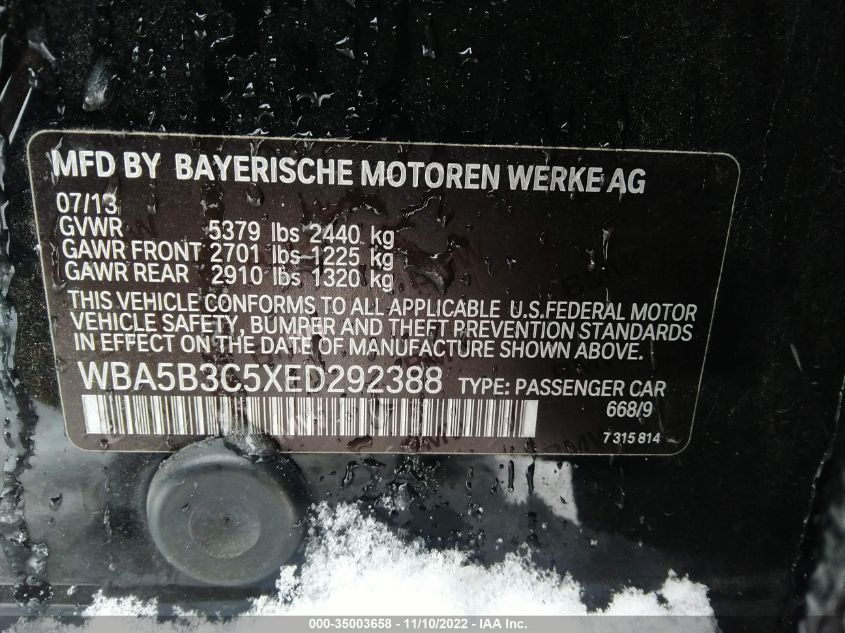 MFD BY BAYERISCHE MOTOREN WERKE AG
07/13
GVWR 5379 lbs 2440 kg
GAWR FRONT 2701 lbs 1225 kg
GAWR REAR 2910 lbs 1320 kg
THIS VEHICLE CONFORMS TO ALL APPLICABLE U.S.FEDERAL MOTOR
VEHICLE SAFETY, BUMPER AND THEFT PREVENTION STANDARDS
IN EFFECT ON THE DATE OF MANUFACTURE SHOWN ABOVE.
WBA5B3C5XED292388 TYPE: PASSENGER CAR
668/9
7 315 814
000-35003658 - 11/10/2022 - IAA Inc.